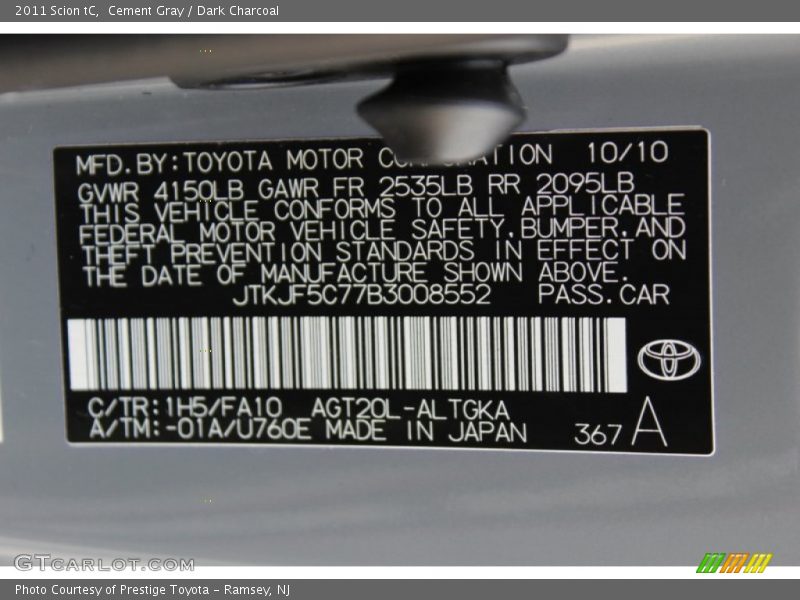 2011 Scion tC,  Cement Gray / Dark Charcoal
MFD.BY:TOYOTA MOTOR 10/10
GVWR 4150LB GAWR FR 2535LB RR 2095LB
THIS VEHICLE CONFORMS TO ALL APPLICABLE
FEDERAL MOTOR VEHICLE SAFETY,BUMPER,AND
THEFT PREVENTION STANDARDS IN EFFECT ON
THE DATE OF MANUFACTURE SHOWN ABOVE.
JTKJF5C77B3008552 PASS.CAR
C/TR:1H5/FA10 AGT20L-ALTGKA
A/TM:-01A/U760E MADE IN JAPAN 367 A
GTCARLOT.COM
Photo Courtesy of Prestige Toyota - Ramsey, NJ